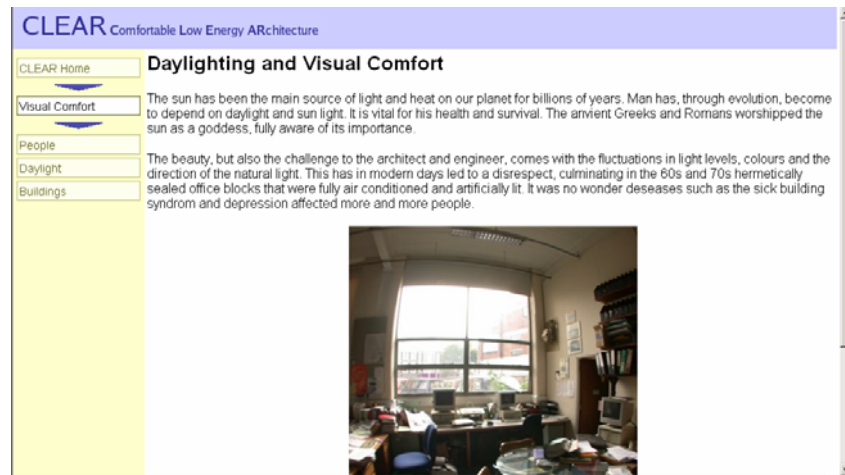 CLEAR Comfortable Low Energy ARchitecture
CLEAR Home
Visual Comfort
People
Daylight
Buildings
Daylighting and Visual Comfort
The sun has been the main source of light and heat on our planet for billions of years. Man has, through evolution, become
to depend on daylight and sun light. It is vital for his health and survival. The anvient Greeks and Romans worshipped the
sun as a goddess, fully aware of its importance.
The beauty, but also the challenge to the architect and engineer, comes with the fluctuations in light levels, colours and the
direction of the natural light. This has in modern days led to a disrespect, culminating in the 60s and 70s hermetically
sealed office blocks that were fully air conditioned and artificially lit. It was no wonder deseases such as the sick building
syndrom and depression affected more and more people.